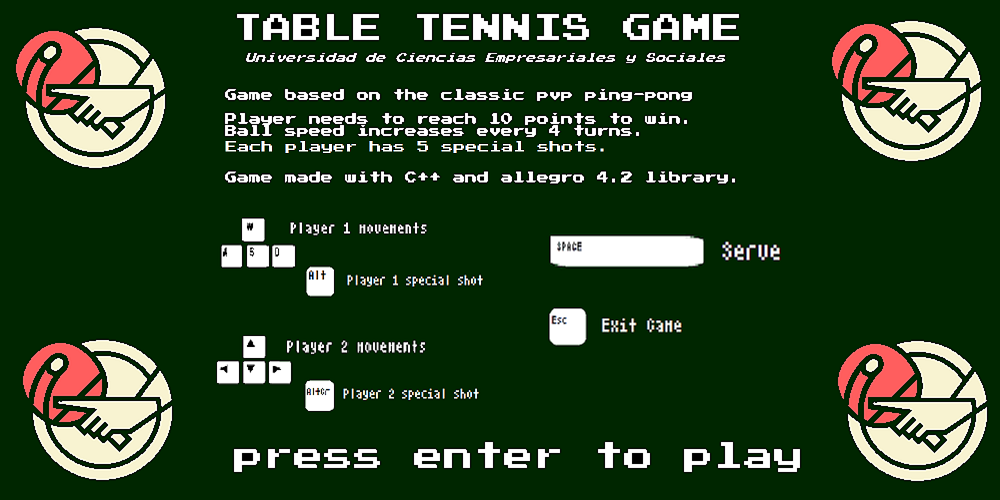 TABLE TENNIS GAME
Universidad de Ciencias Empresariales y Sociales
Game based on the classic pvp ping-pong
Player needs to reach 10 points to win.
Ball speed increases every 4 turns.
Each player has 5 special shots.
Game made with C++ and allegro 4.2 library.
W Player 1 movements
A S D
Alt Player 1 special shot
SPACE Serve
Esc Exit Game
Player 2 movements
AltGr Player 2 special shot
press enter to play